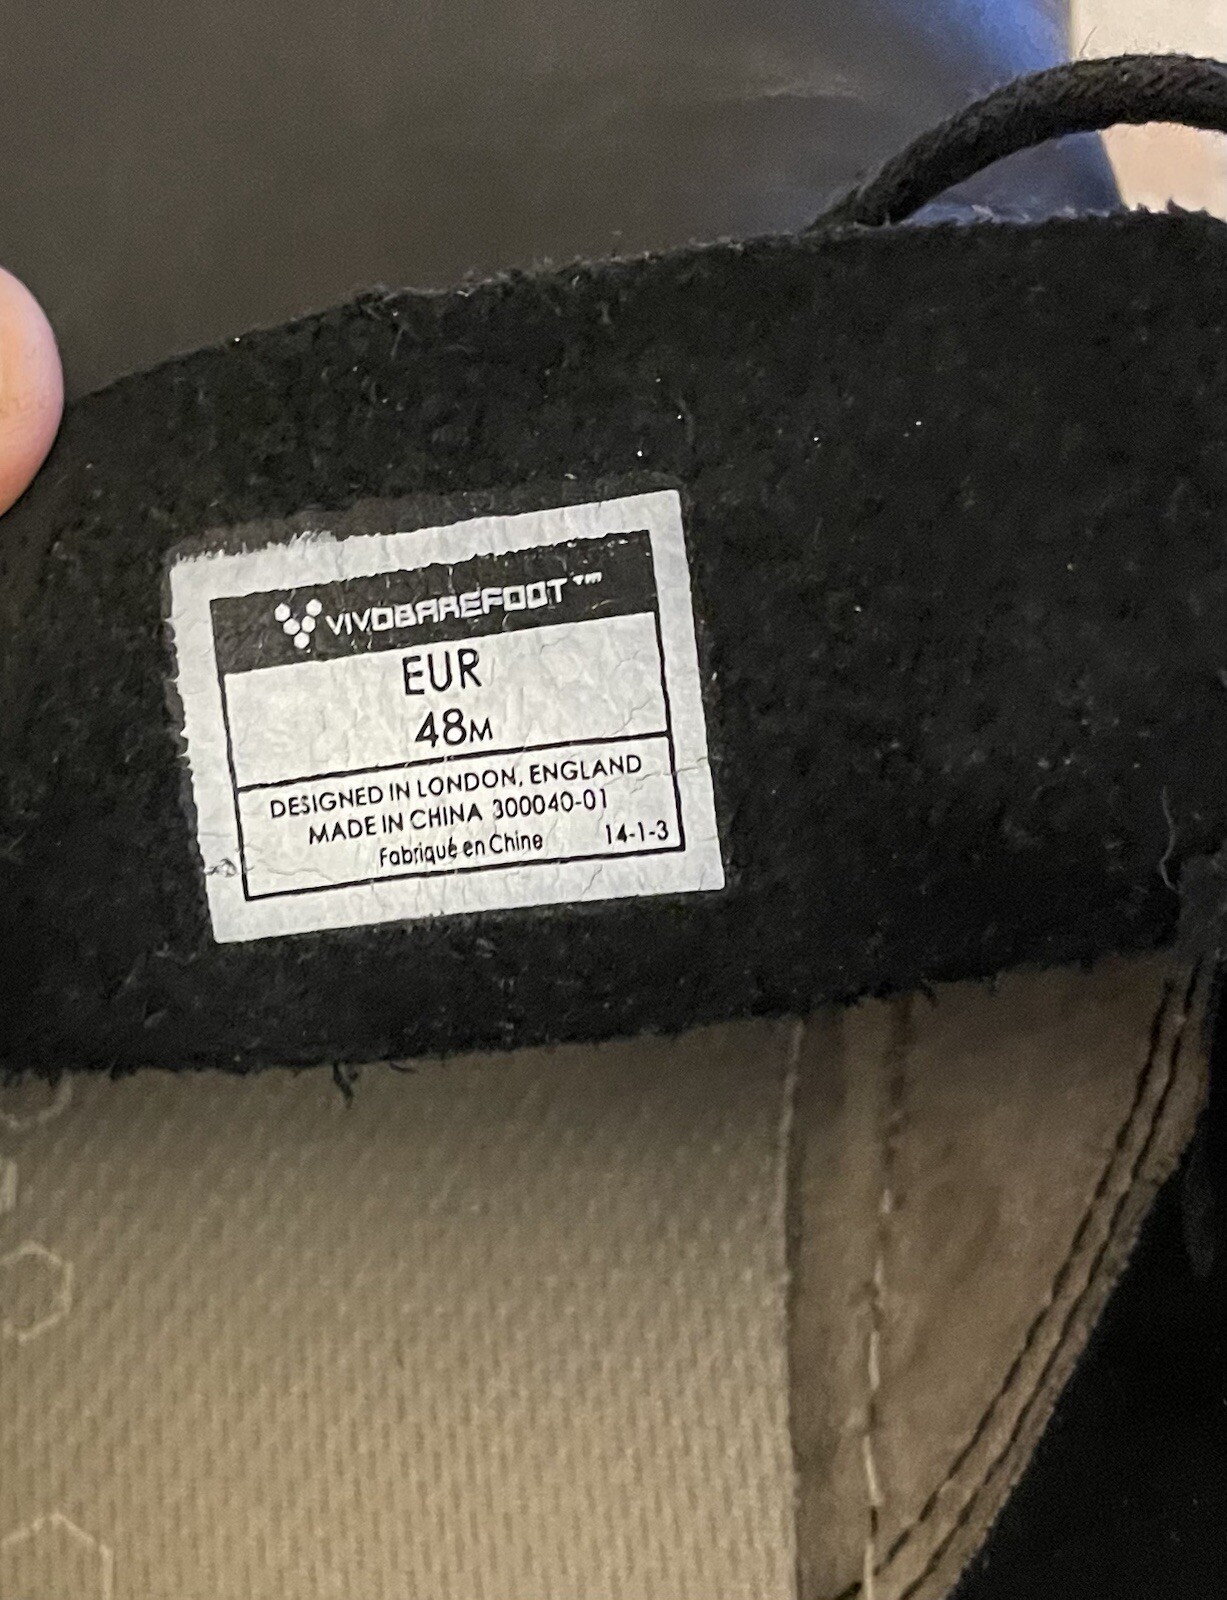 VIVOBAREFOOT™
EUR
48M
DESIGNED IN LONDON, ENGLAND
MADE IN CHINA 300040-01
Fabriqué en Chine 14-1-3